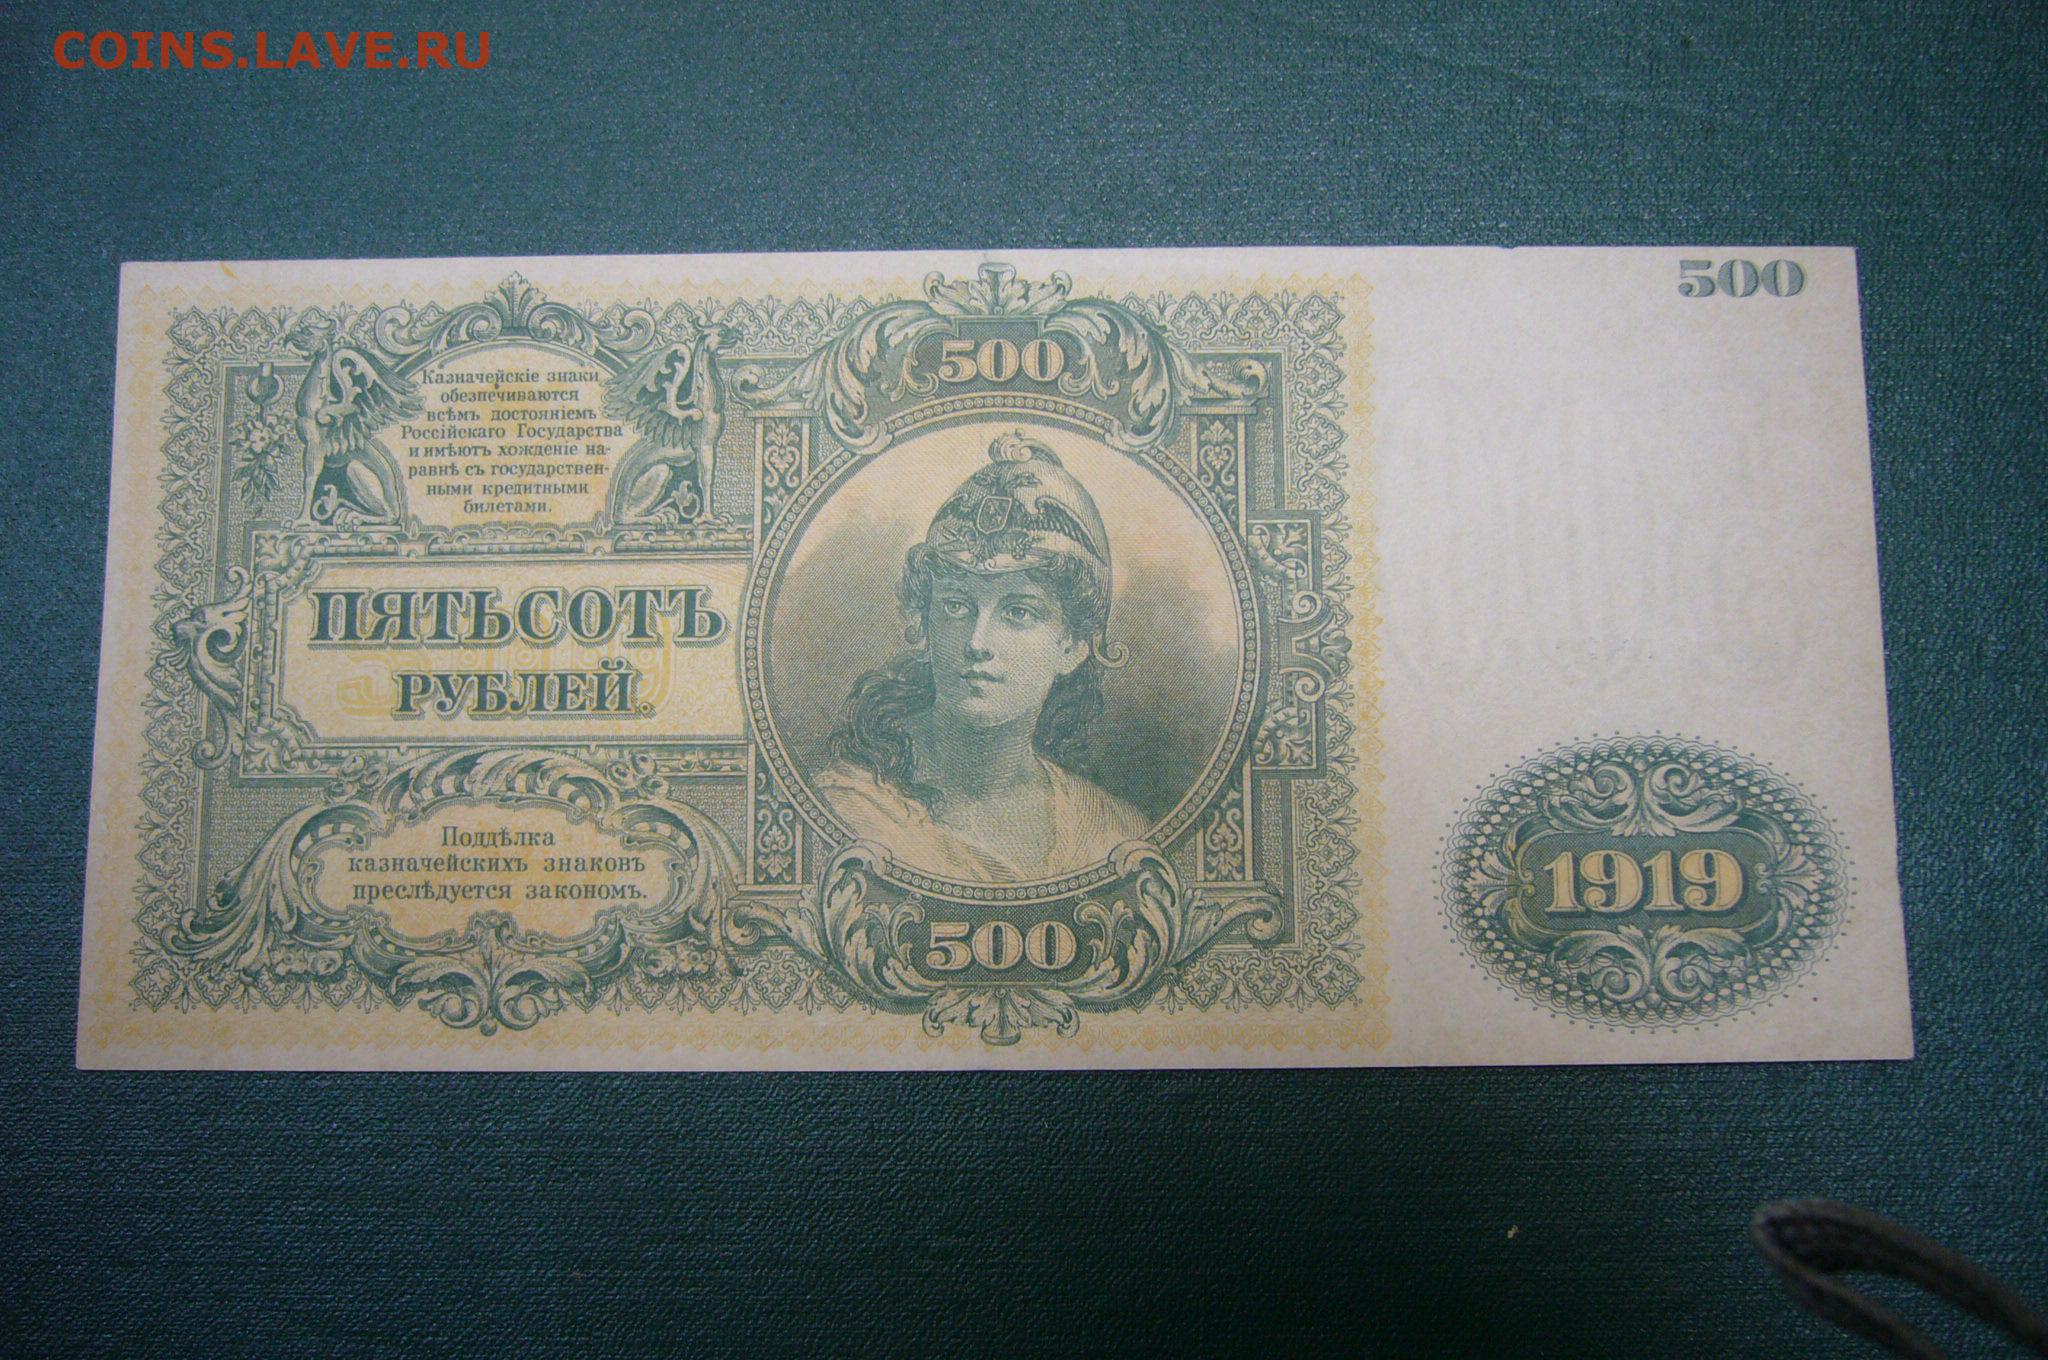 COINS.LAVE.RU
500
500
Казначейскіе знаки
обезпечиваются
всѣмъ достояніемъ
Россійскаго Государства
и имѣютъ хожденіе на-
равнѣ съ государствен-
ными кредитными
билетами.
ПЯТЬСОТЪ
РУБЛЕЙ.
500
Поддѣлка
казначейскихъ знаковъ
преслѣдуется закономъ.
500
1919